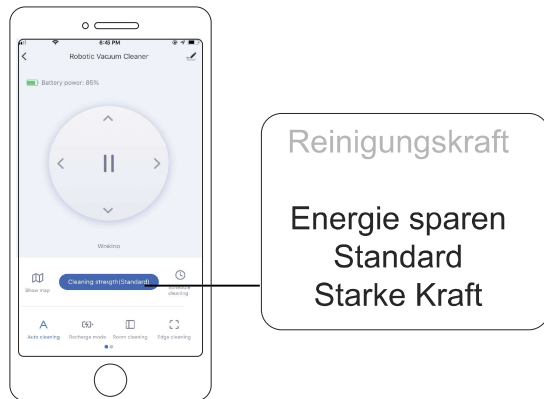 6:45 PM
Robotic Vacuum Cleaner
Battery power: 85%
Woking
Show map
Cleaning strength(Standard)
Schedule
cleaning
A
Auto cleaning
Recharge mode
Room cleaning
Edge cleaning
Reinigungskraft
Energie sparen
Standard
Starke Kraft